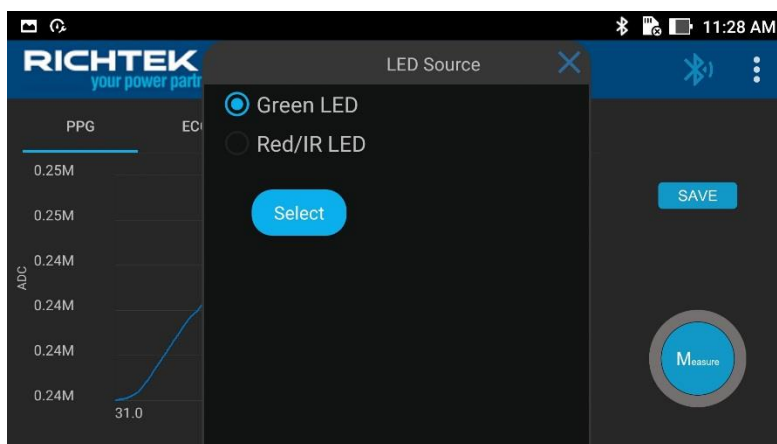 11:28 AM
RICHTEK
your power partn
LED Source
PPG
EC
Green LED
Red/IR LED
Select
SAVE
Measure
ADC
0.25M
0.25M
0.24M
0.24M
0.24M
0.24M
31.0